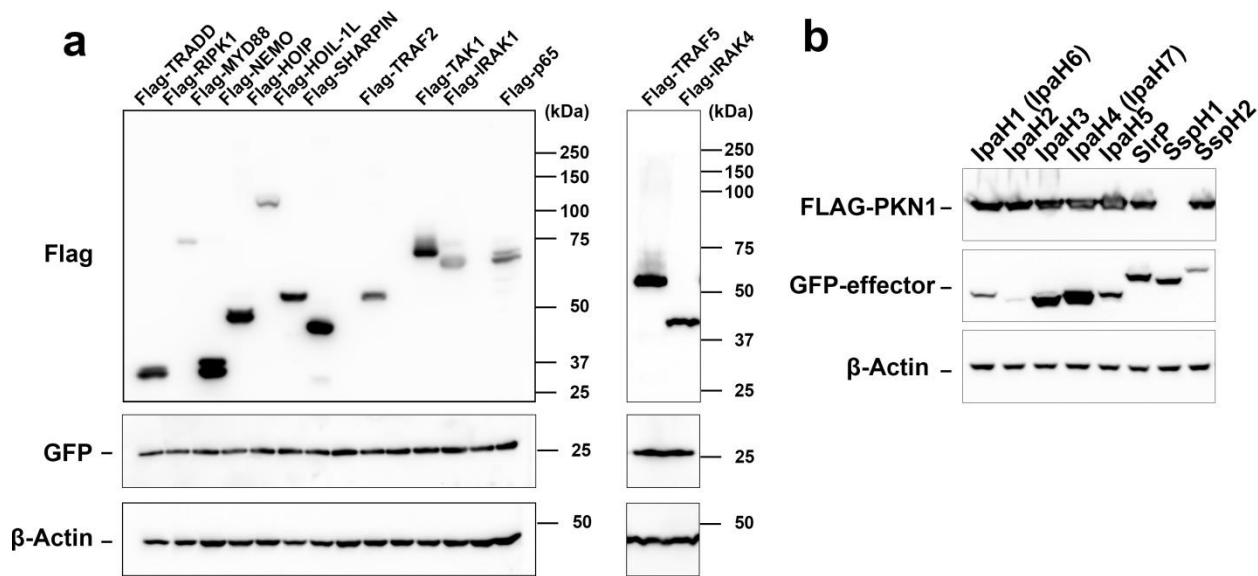 a
Flag-TRADD
Flag-RIPK1
Flag-MYD88
Flag-NEMO
Flag-HOIP
Flag-HOIL-1L
Flag-SHARPIN
Flag-TRAF2
Flag-TAK1
Flag-IRAK1
Flag-p65
(kDa)
250
150
100
75
50
37
25
Flag
GFP –
25
β-Actin –
50
Flag-TRAF5
Flag-IRAK4
(kDa)
250
150
100
75
50
37
25
25
50
b
IpaH1 (IpaH6)
IpaH2
IpaH3
IpaH4 (IpaH7)
IpaH5
SlrP
SspH1
SspH2
FLAG-PKN1 –
GFP-effector –
β-Actin –